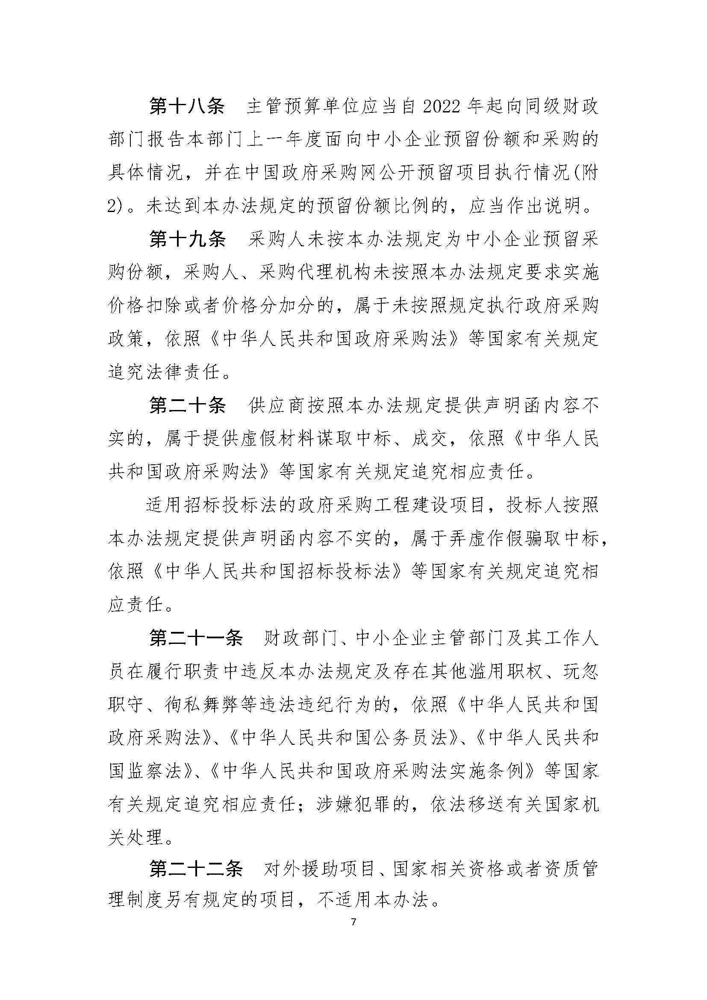 第十八条　主管预算单位应当自 2022 年起向同级财政
部门报告本部门上一年度面向中小企业预留份额和采购的
具体情况，并在中国政府采购网公开预留项目执行情况(附
2)。未达到本办法规定的预留份额比例的，应当作出说明。
第十九条　采购人未按本办法规定为中小企业预留采
购份额，采购人、采购代理机构未按照本办法规定要求实施
价格扣除或者价格分加分的，属于未按照规定执行政府采购
政策，依照《中华人民共和国政府采购法》等国家有关规定
追究法律责任。
第二十条　供应商按照本办法规定提供声明函内容不
实的，属于提供虚假材料谋取中标、成交，依照《中华人民
共和国政府采购法》等国家有关规定追究相应责任。
适用招标投标法的政府采购工程建设项目，投标人按照
本办法规定提供声明函内容不实的，属于弄虚作假骗取中标，
依照《中华人民共和国招标投标法》等国家有关规定追究相
应责任。
第二十一条　财政部门、中小企业主管部门及其工作人
员在履行职责中违反本办法规定及存在其他滥用职权、玩忽
职守、徇私舞弊等违法违纪行为的，依照《中华人民共和国
政府采购法》、《中华人民共和国公务员法》、《中华人民共和
国监察法》、《中华人民共和国政府采购法实施条例》等国家
有关规定追究相应责任；涉嫌犯罪的，依法移送有关国家机
关处理。
第二十二条　对外援助项目、国家相关资格或者资质管
理制度另有规定的项目，不适用本办法。
7